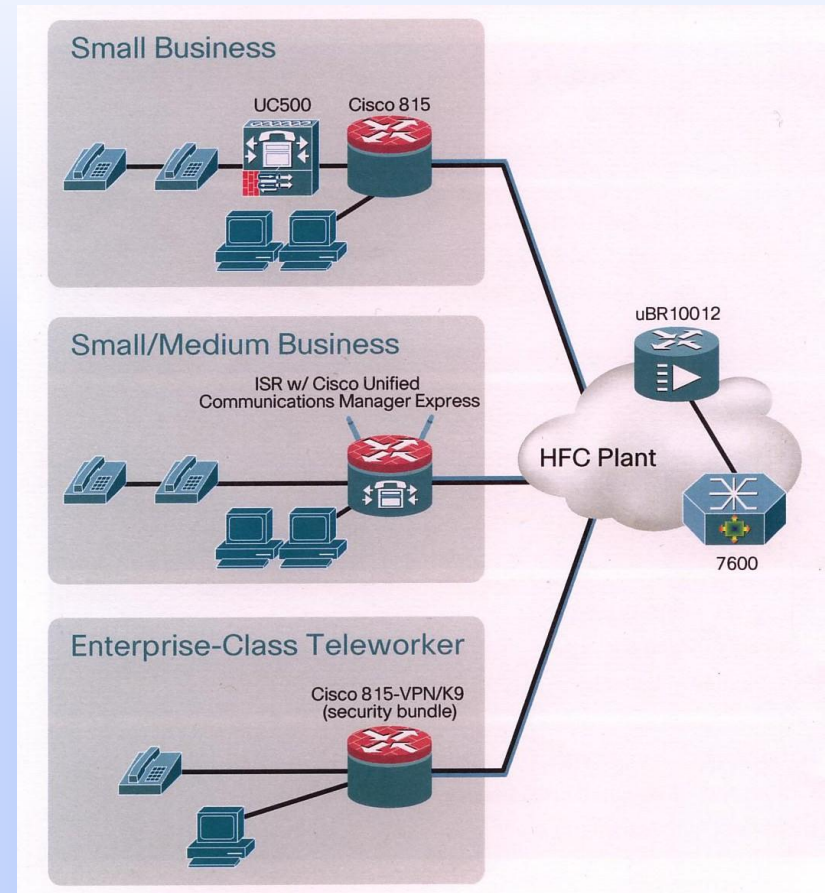 Small Business
UC500
Cisco 815
Small/Medium Business
ISR w/ Cisco Unified
Communications Manager Express
Enterprise-Class Teleworker
Cisco 815-VPN/K9
(security bundle)
uBR10012
HFC Plant
7600